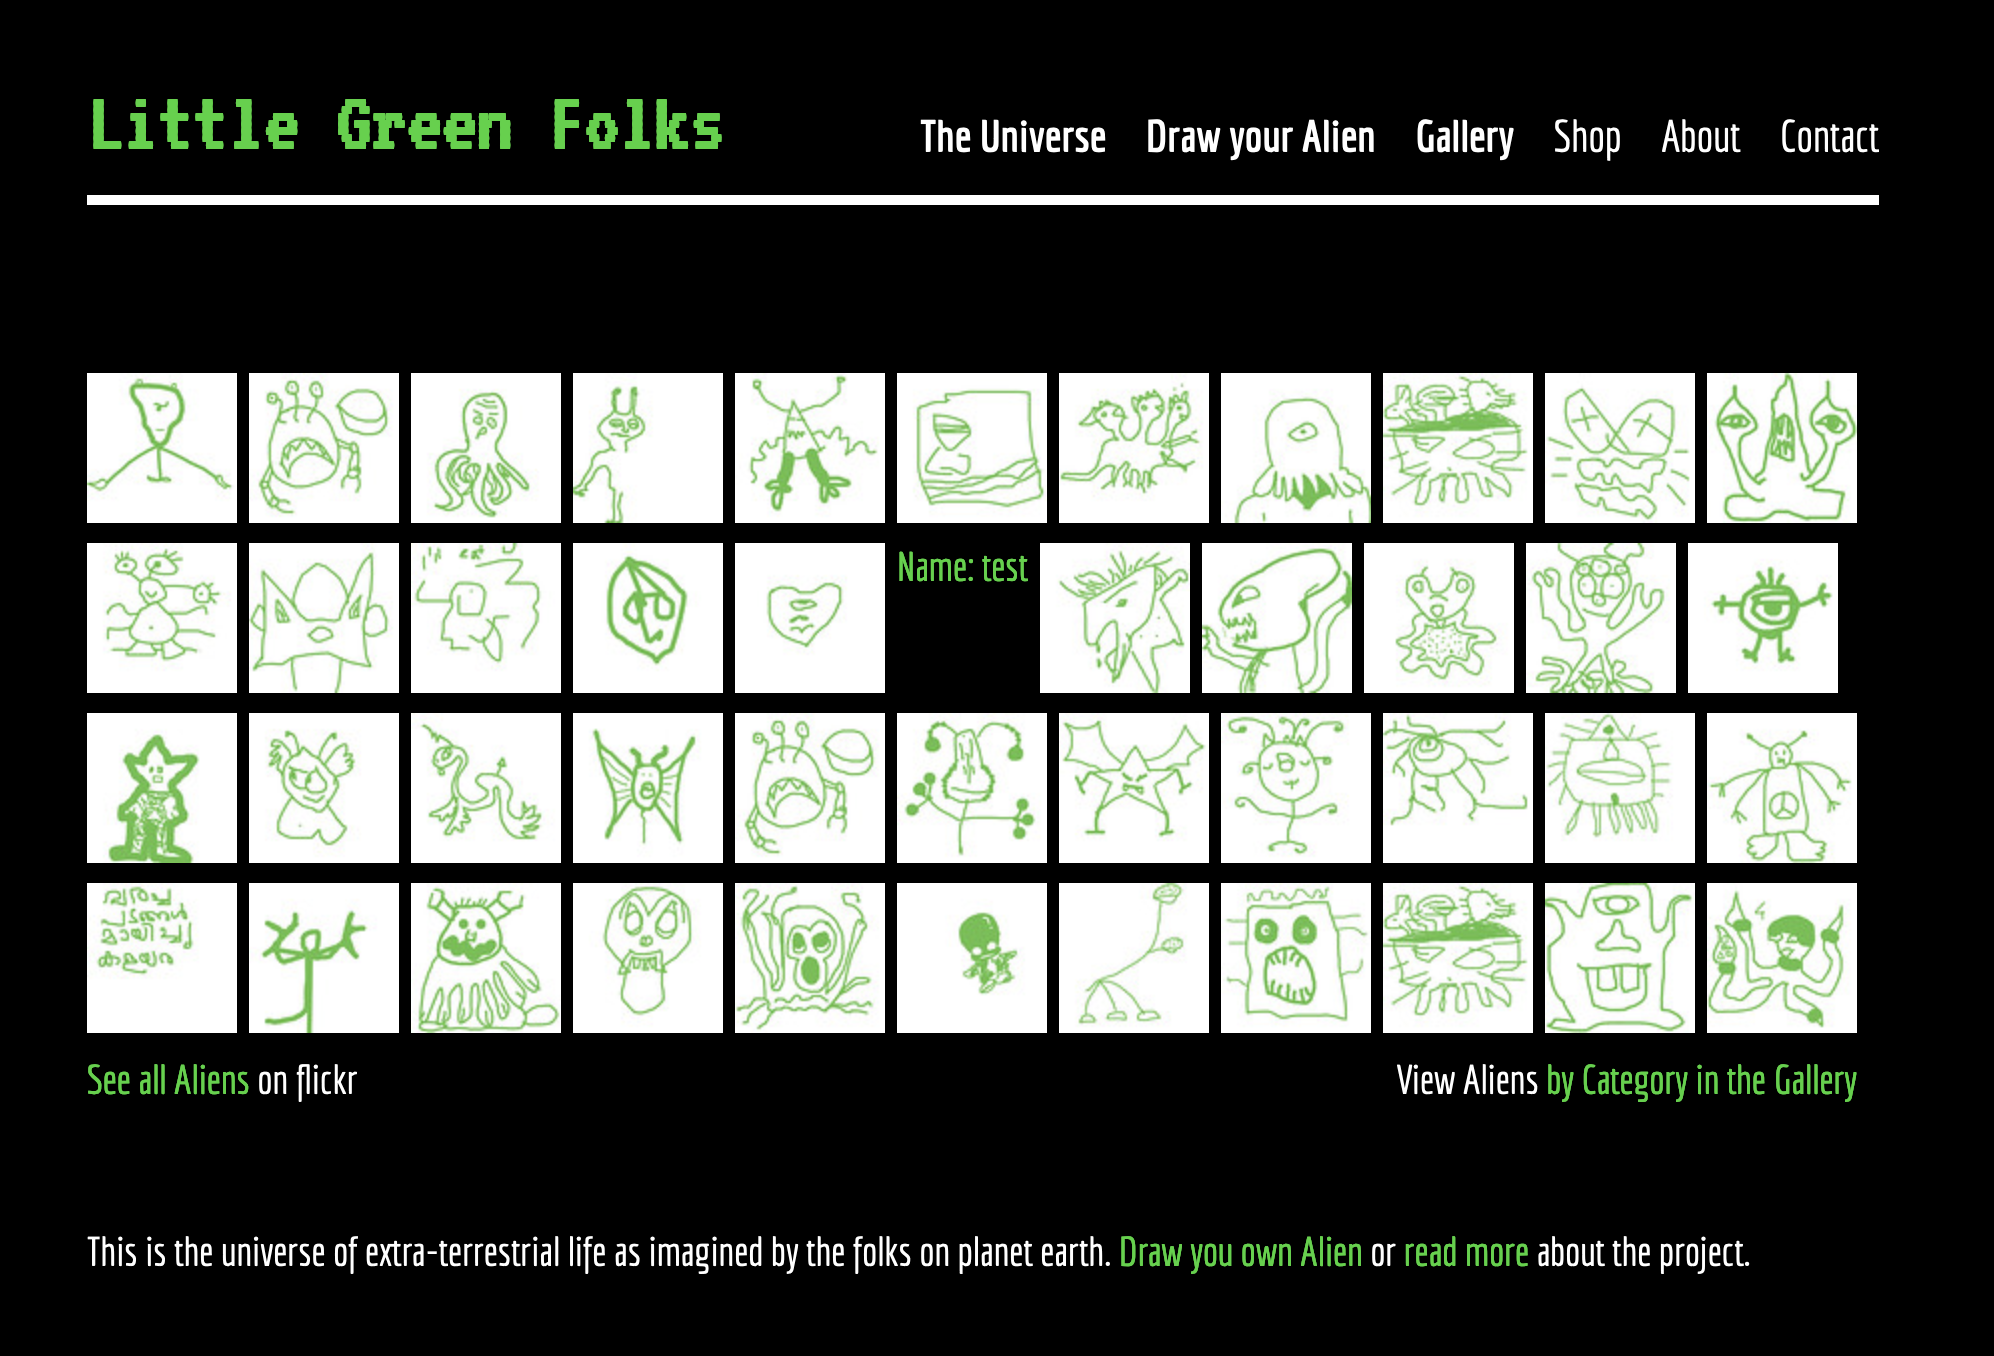 Little Green Folks
The Universe Draw your Alien Gallery Shop About Contact
Name: test
See all Aliens on flickr
View Aliens by Category in the Gallery
This is the universe of extra-terrestrial life as imagined by the folks on planet earth. Draw you own Alien or read more about the project.